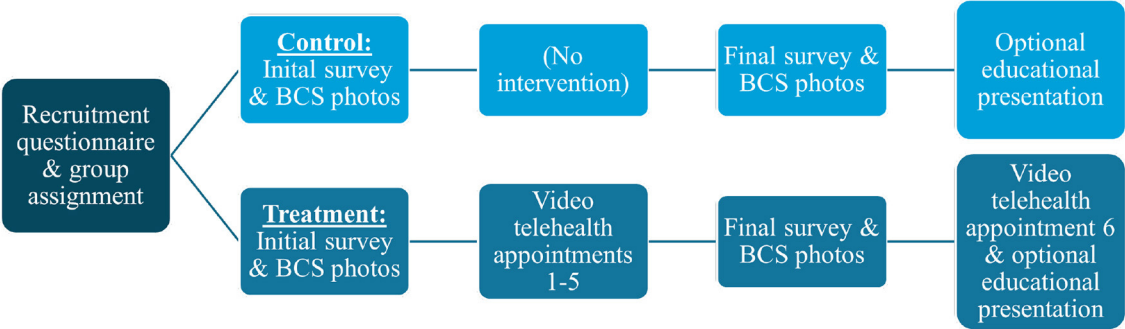 Recruitment
questionnaire
& group
assignment
Control:
Inital survey
& BCS photos
(No
intervention)
Final survey &
BCS photos
Optional
educational
presentation
Treatment:
Initial survey
& BCS photos
Video
telehealth
appointments
1-5
Final survey &
BCS photos
Video
telehealth
appointment 6
& optional
educational
presentation